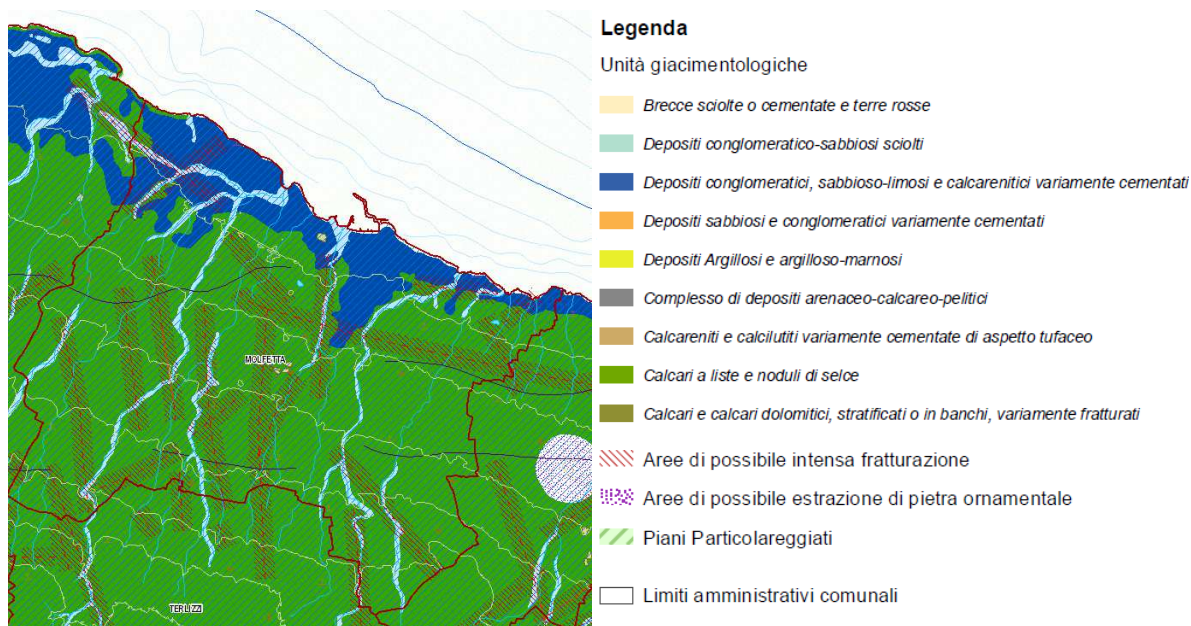 Legenda
Unità giacimentologiche
Brecce sciolte o cementate e terre rosse
Depositi conglomeratico-sabbiosi sciolti
Depositi conglomeratici, sabbioso-limosi e calcarenitici variamente cementati
Depositi sabbiosi e conglomeratici variamente cementati
Depositi Argillosi e argilloso-marnosi
Complesso di depositi arenaceo-calcareo-pelitici
Calcareniti e calcilutiti variamente cementate di aspetto tufaceo
Calcari a liste e noduli di selce
Calcari e calcari dolomitici, stratificati o in banchi, variamente fratturati
Aree di possibile intensa fratturazione
Aree di possibile estrazione di pietra ornamentale
Piani Particolareggiati
Limiti amministrativi comunali
MOLFETTA
TERLIZZI